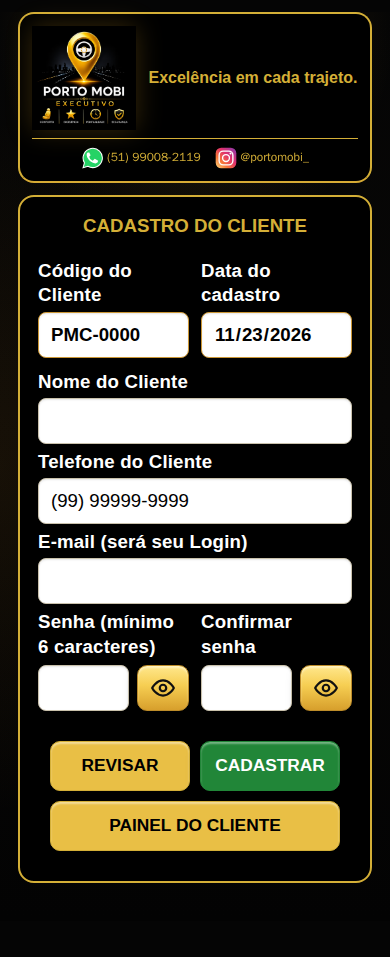 PORTO MOBI
EXECUTIVO
Excelência em cada trajeto.
(51) 99008-2119 @portomobi_
CADASTRO DO CLIENTE
Código do
Cliente
Data do
cadastro
PMC-0000
11/23/2026
Nome do Cliente
Telefone do Cliente
(99) 99999-9999
E-mail (será seu Login)
Senha (mínimo
6 caracteres)
Confirmar
senha
REVISAR
CADASTRAR
PAINEL DO CLIENTE